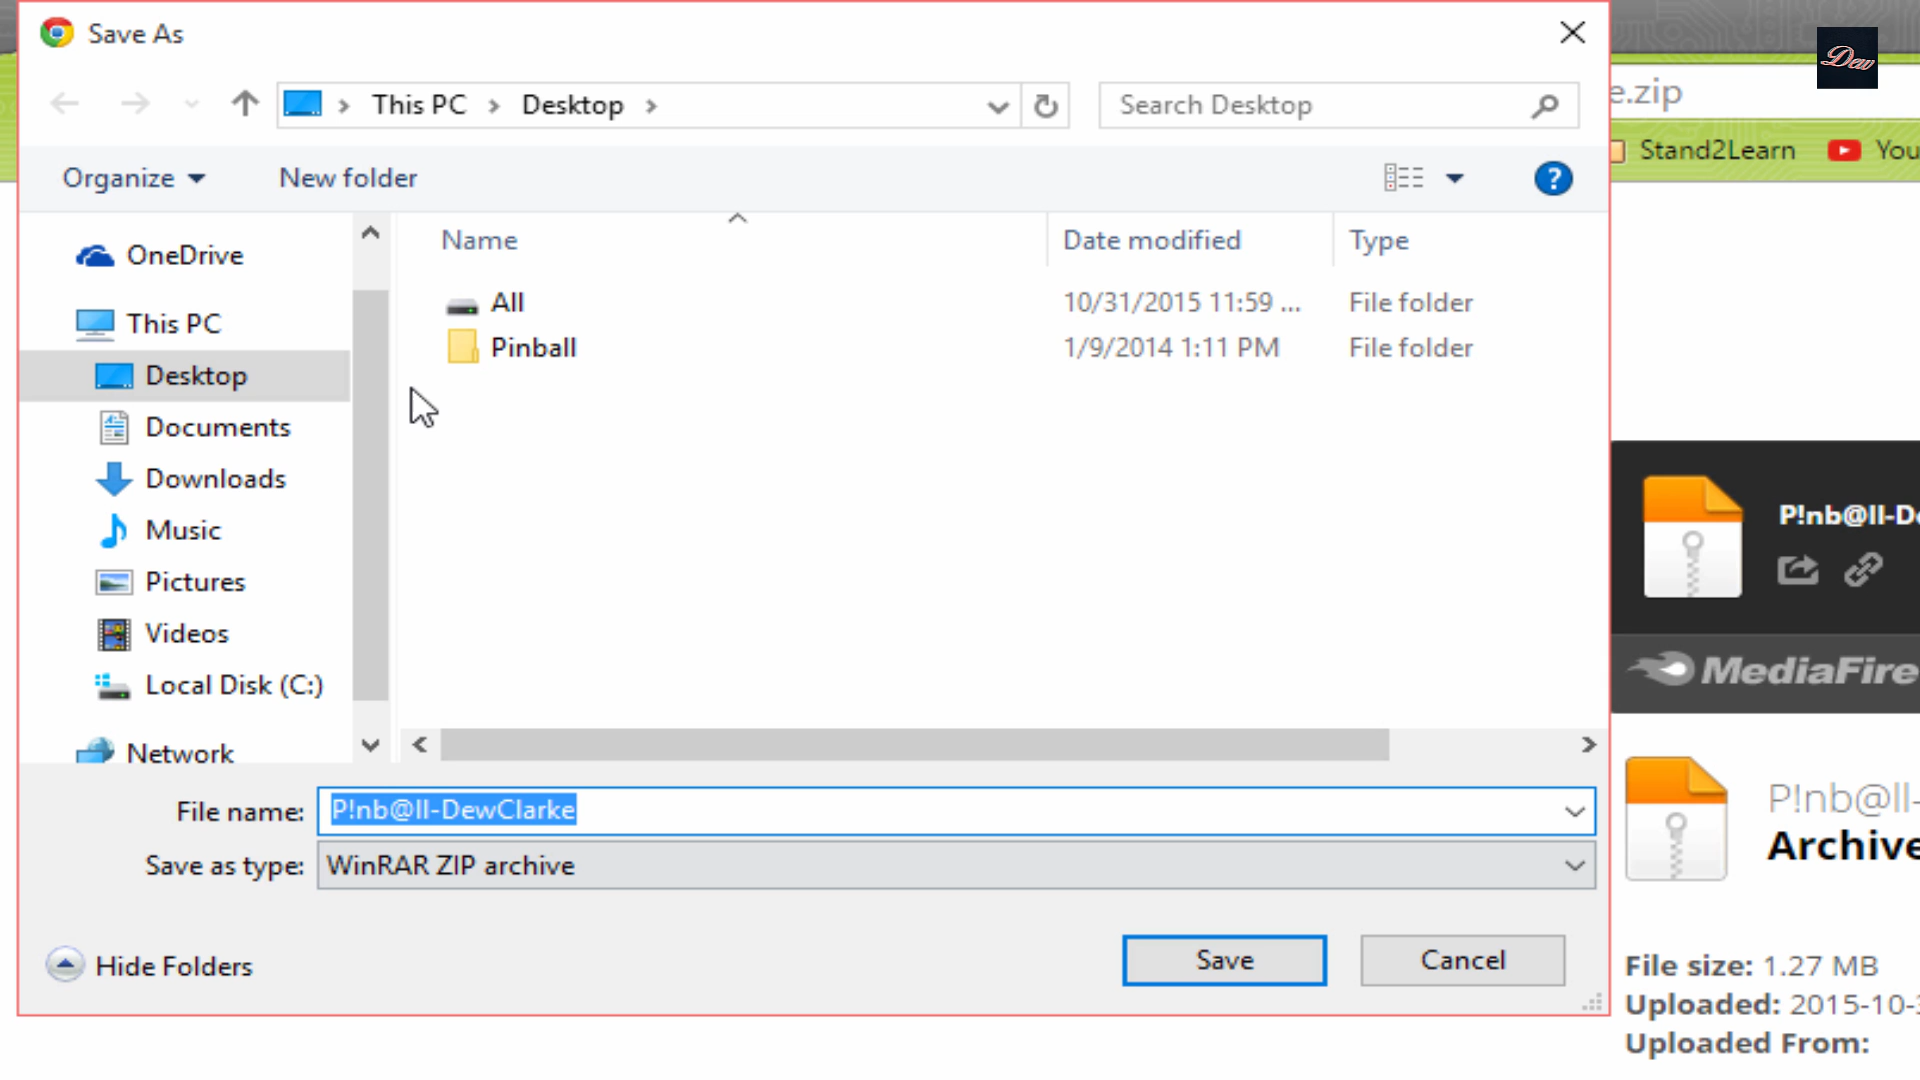 Save As
This PC
Desktop
Search Desktop
Organize
New folder
?
OneDrive
This PC
Desktop
Documents
Downloads
Music
Pictures
Videos
Local Disk (C:)
Network
Name
Date modified
Type
All
10/31/2015 11:59 ...
File folder
Pinball
1/9/2014 1:11 PM
File folder
File name:
P!nb@ll-DewClarke
Save as type:
WinRAR ZIP archive
Hide Folders
Save
Cancel
Dew
e.zip
Stand2Learn
You
P!nb@ll-De
MediaFire
P!nb@ll-
Archive
File size: 1.27 MB
Uploaded: 2015-10-3
Uploaded From: